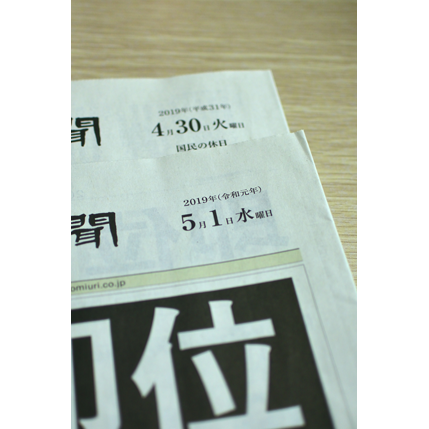 2019年(平成31年)
4月30日火曜日
国民の休日
聞
2019年(令和元年)
5月1日水曜日
聞
omiuri.co.jp
即位